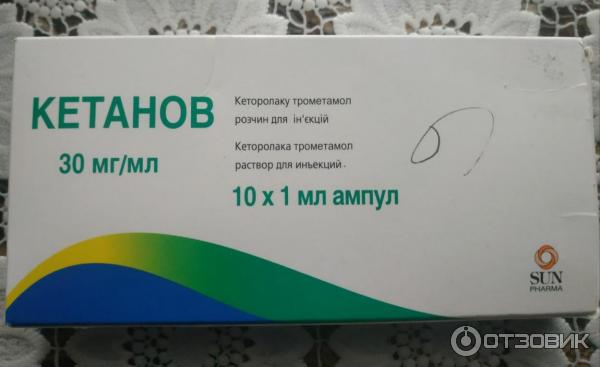 КЕТАНОВ
30 мг/мл
Кеторолаку трометамол
розчин для ін'єкцій
Кеторолака трометамол
раствор для инъекций
10 х 1 мл ампул
SUN
PHARMA
ОТЗОВИК